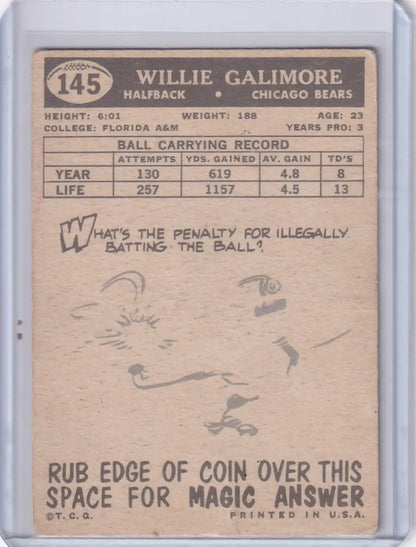 145
WILLIE GALIMORE
HALFBACK • CHICAGO BEARS
HEIGHT: 6:01 WEIGHT: 188 AGE: 23
COLLEGE: FLORIDA A&M YEARS PRO: 3
BALL CARRYING RECORD
ATTEMPTS YDS. GAINED AV. GAIN TD'S
YEAR 130 619 4.8 8
LIFE 257 1157 4.5 13
WHAT'S THE PENALTY FOR ILLEGALLY
BATTING THE BALL?
RUB EDGE OF COIN OVER THIS
SPACE FOR MAGIC ANSWER
©T.C.G. PRINTED IN U.S.A.